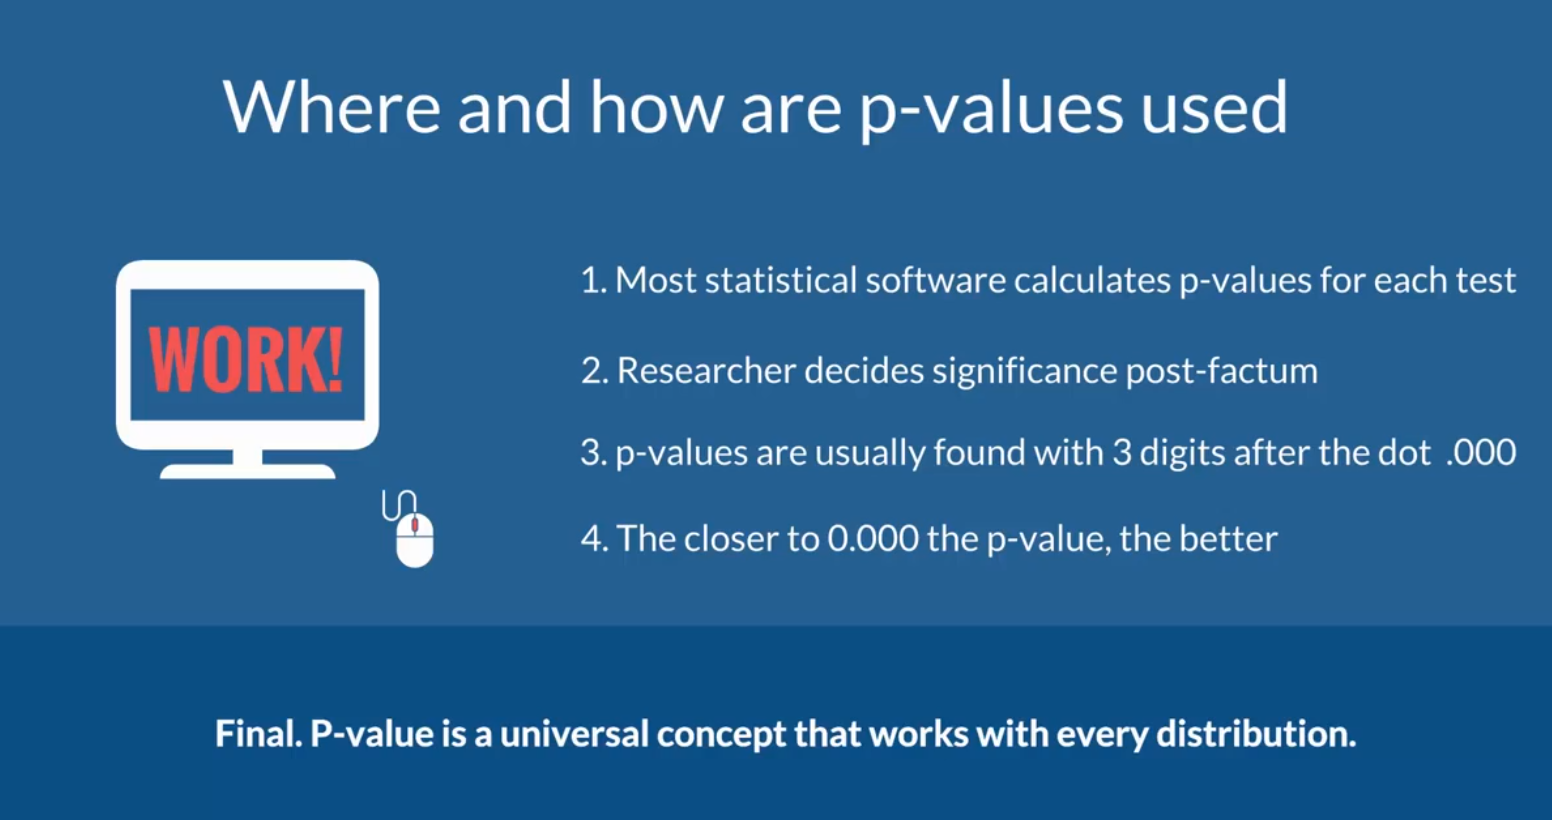 Where and how are p-values used
WORK!
1. Most statistical software calculates p-values for each test
2. Researcher decides significance post-factum
3. p-values are usually found with 3 digits after the dot .000
4. The closer to 0.000 the p-value, the better
Final. P-value is a universal concept that works with every distribution.